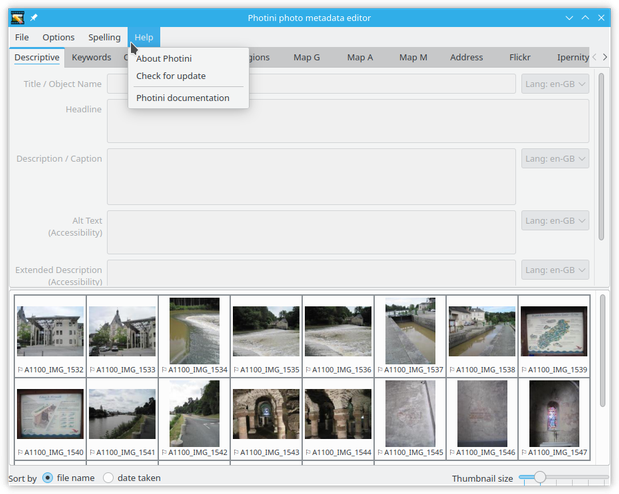 Photini photo metadata editor
File Options Spelling Help
About Photini
Check for update
Photini documentation
Descriptive Keywords Map G Map A Map M Address Flickr Ipernity
Title / Object Name Lang: en-GB
Headline
Description / Caption Lang: en-GB
Alt Text
(Accessibility) Lang: en-GB
Extended Description
(Accessibility) Lang: en-GB
A1100_IMG_1532 A1100_IMG_1533 A1100_IMG_1534 A1100_IMG_1535 A1100_IMG_1536 A1100_IMG_1537 A1100_IMG_1538 A1100_IMG_1539
A1100_IMG_1540 A1100_IMG_1541 A1100_IMG_1542 A1100_IMG_1543 A1100_IMG_1544 A1100_IMG_1545 A1100_IMG_1546 A1100_IMG_1547
Sort by file name date taken Thumbnail size